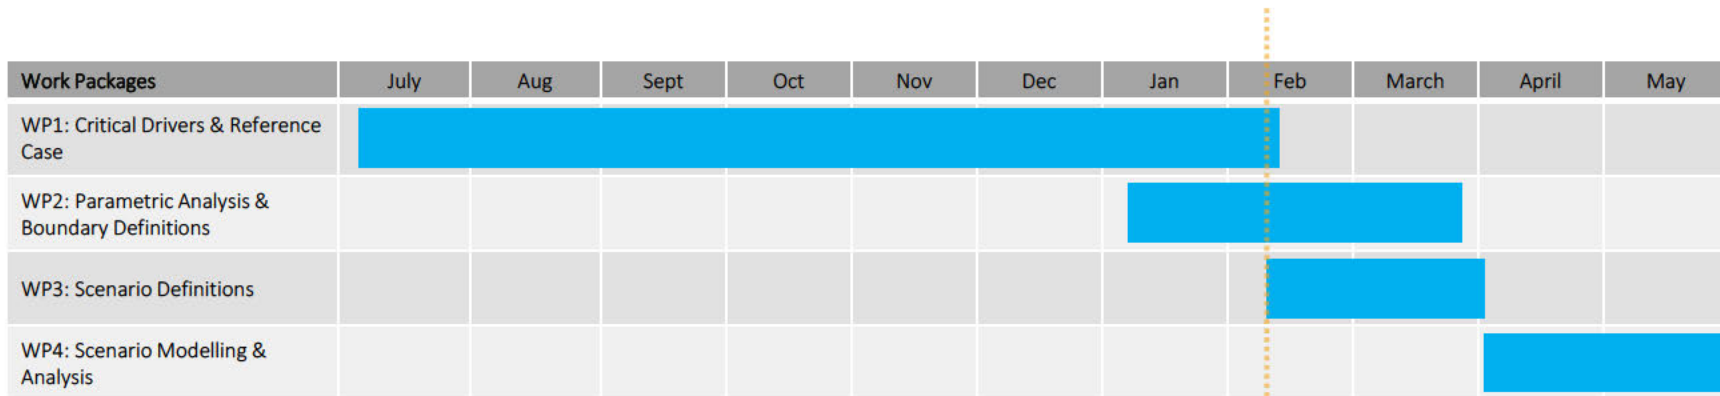 Work Packages July Aug Sept Oct Nov Dec Jan Feb March April May
WP1: Critical Drivers & Reference
Case
WP2: Parametric Analysis &
Boundary Definitions
WP3: Scenario Definitions
WP4: Scenario Modelling &
Analysis